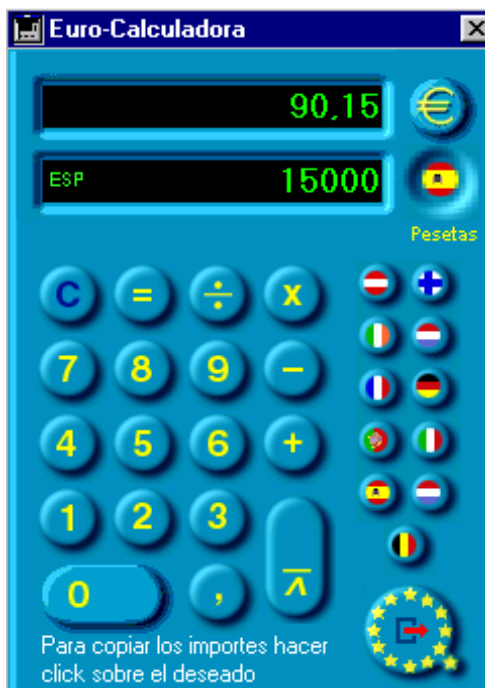 Euro-Calculadora
90,15 €
ESP 15000
Pesetas
C = ÷ x
7 8 9 −
4 5 6 +
1 2 3
0 ,
Para copiar los importes hacer
click sobre el deseado